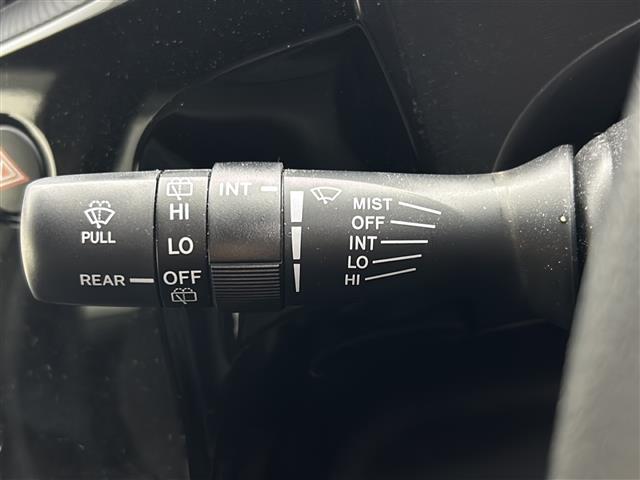 PULL
REAR
HI
LO
OFF
INT
MIST
OFF
INT
LO
HI